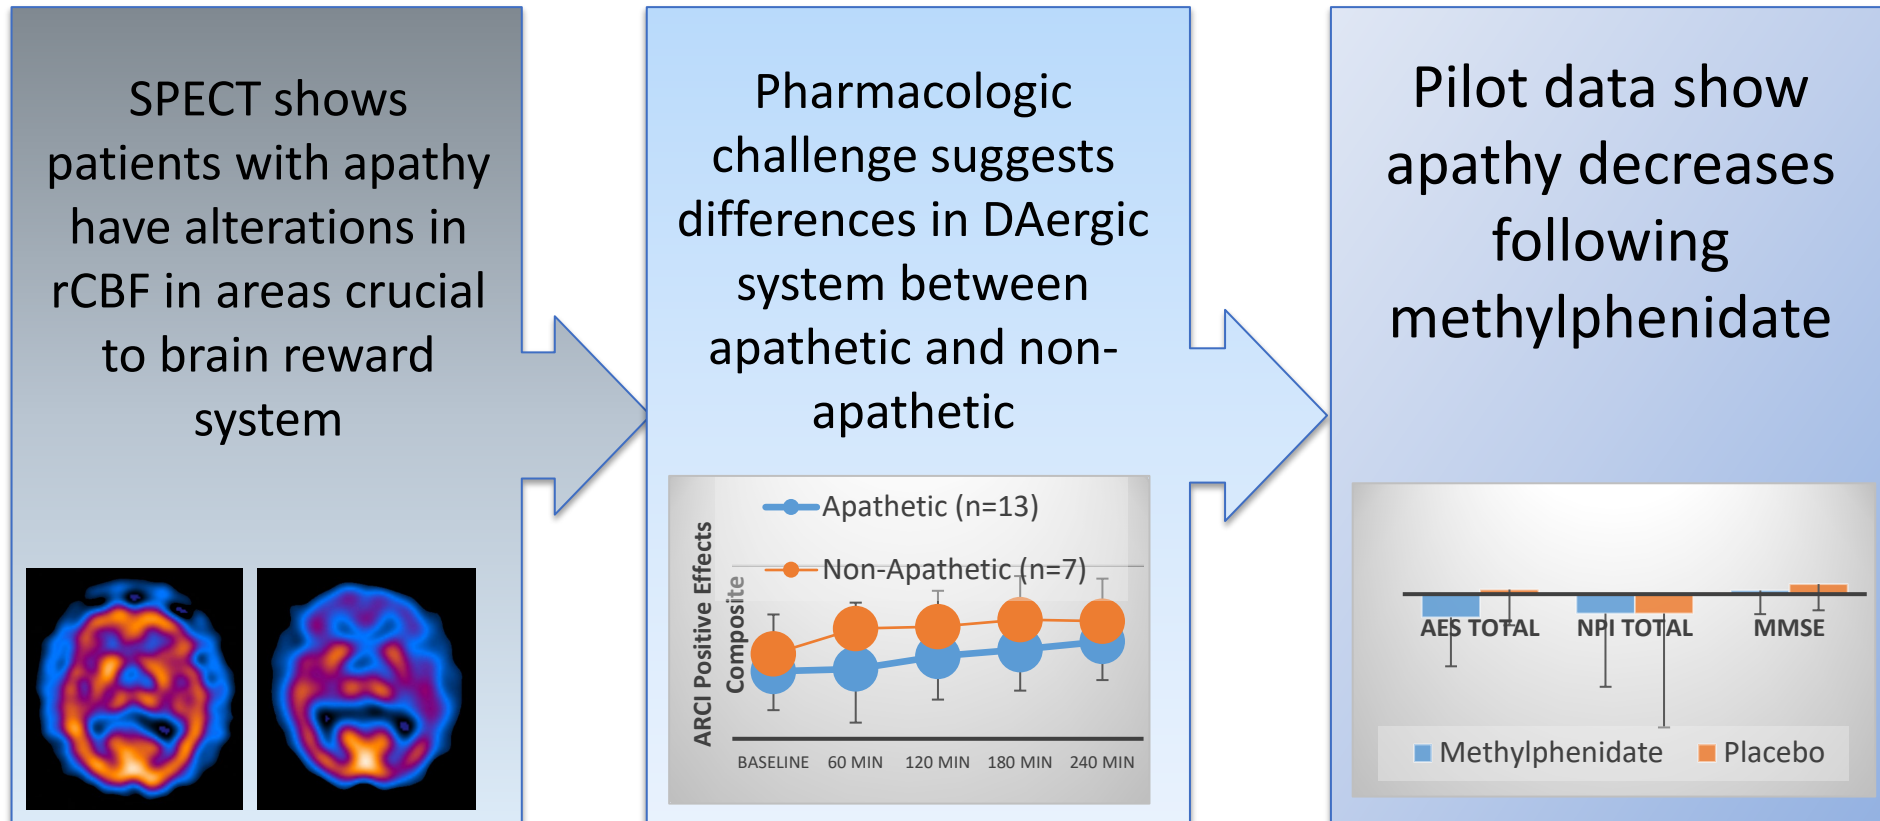 SPECT shows
patients with apathy
have alterations in
rCBF in areas crucial
to brain reward
system
Pharmacologic
challenge suggests
differences in DAergic
system between
apathetic and non-
apathetic
ARCI Positive Effects
Composite
Apathetic (n=13)
Non-Apathetic (n=7)
BASELINE 60 MIN 120 MIN 180 MIN 240 MIN
Pilot data show
apathy decreases
following
methylphenidate
AES TOTAL NPI TOTAL MMSE
Methylphenidate Placebo